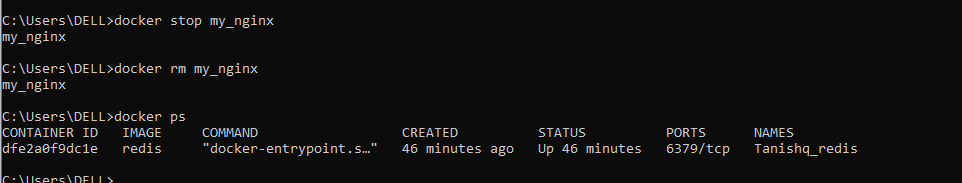 C:\Users\DELL>docker stop my_nginx
my_nginx
C:\Users\DELL>docker rm my_nginx
my_nginx
C:\Users\DELL>docker ps
CONTAINER ID   IMAGE     COMMAND                  CREATED          STATUS          PORTS      NAMES
dfe2a0f9dc1e   redis     "docker-entrypoint.s…"   46 minutes ago   Up 46 minutes   6379/tcp   Tanishq_redis
C:\Users\DELL>